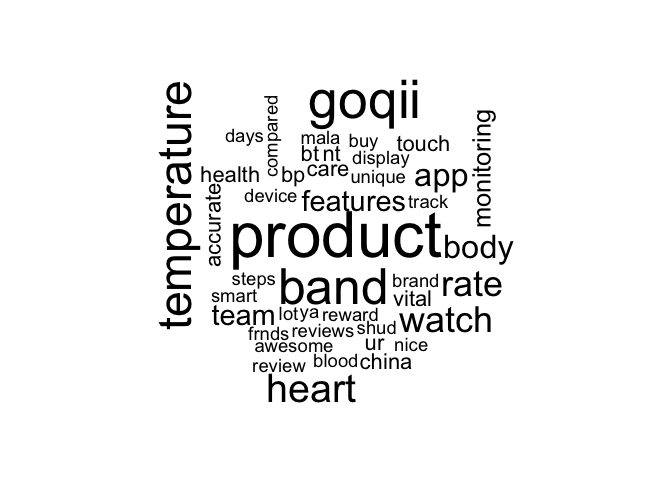 goqii
temperature
compared
days
mala
buy
touch
monitoring
bt
nt
display
health
bp
care
unique
app
device
features
track
accurate
product
body
steps
band
brand
rate
smart
vital
team
lot
ya
reward
watch
frnds
reviews
shud
awesome
ur
nice
review
blood
china
heart